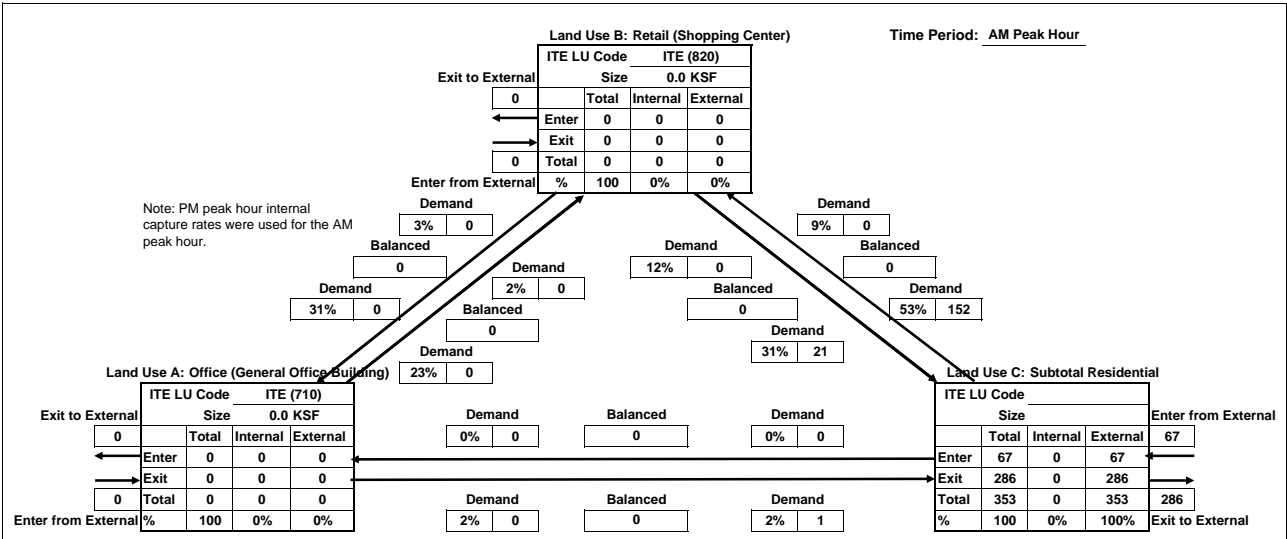 Land Use B: Retail (Shopping Center)
Time Period: AM Peak Hour
ITE LU Code ITE (820)
Exit to External Size 0.0 KSF
0 Total Internal External
Enter 0 0 0
Exit 0 0 0
0 Total 0 0 0
Enter from External % 100 0% 0%
Note: PM peak hour internal
capture rates were used for the AM
peak hour.
Demand
3% 0
Balanced
0
Demand
31% 0
Demand
2% 0
Balanced
0
Demand
23% 0
Demand
12% 0
Balanced
0
Demand
31% 21
Demand
9% 0
Balanced
0
Demand
53% 152
Land Use A: Office (General Office Building)
ITE LU Code ITE (710)
Exit to External Size 0.0 KSF
0 Total Internal External
Enter 0 0 0
Exit 0 0 0
0 Total 0 0 0
Enter from External % 100 0% 0%
Demand Balanced Demand
0% 0 0 0% 0
Demand Balanced Demand
2% 0 0 2% 1
Land Use C: Subtotal Residential
ITE LU Code
Size Enter from External
Total Internal External 67
Enter 67 0 67
Exit 286 0 286
Total 353 0 353 286
% 100 0% 100% Exit to External